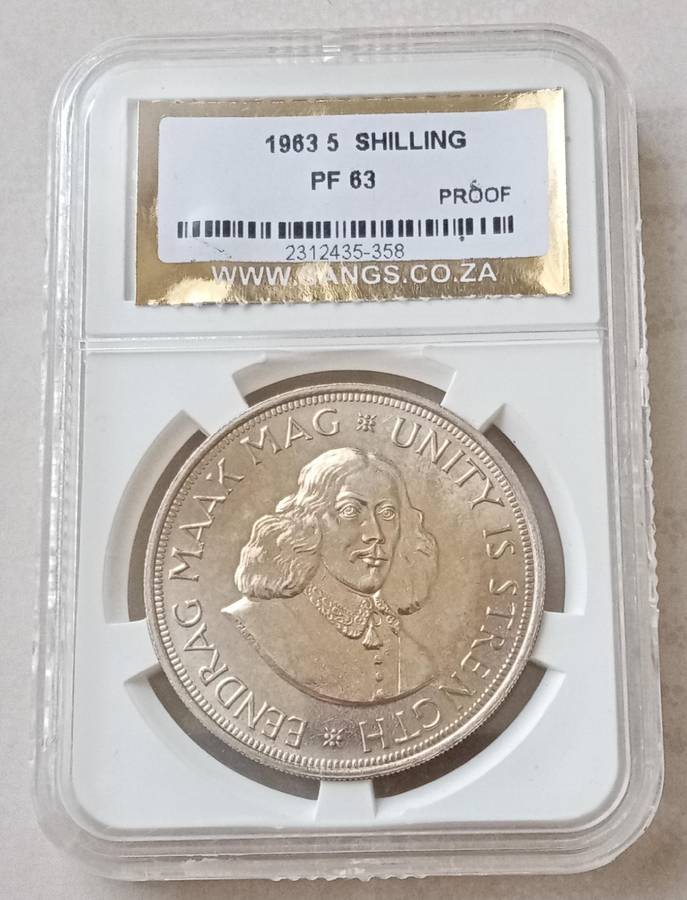 1963 5 SHILLING
PF 63
PROOF
2312435-358
WWW.SANGS.CO.ZA
EENDRAG MAAK MAG ※ UNITY IS STRENGTH ※